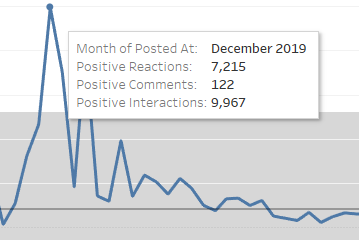 Month of Posted At: December 2019
Positive Reactions: 7,215
Positive Comments: 122
Positive Interactions: 9,967